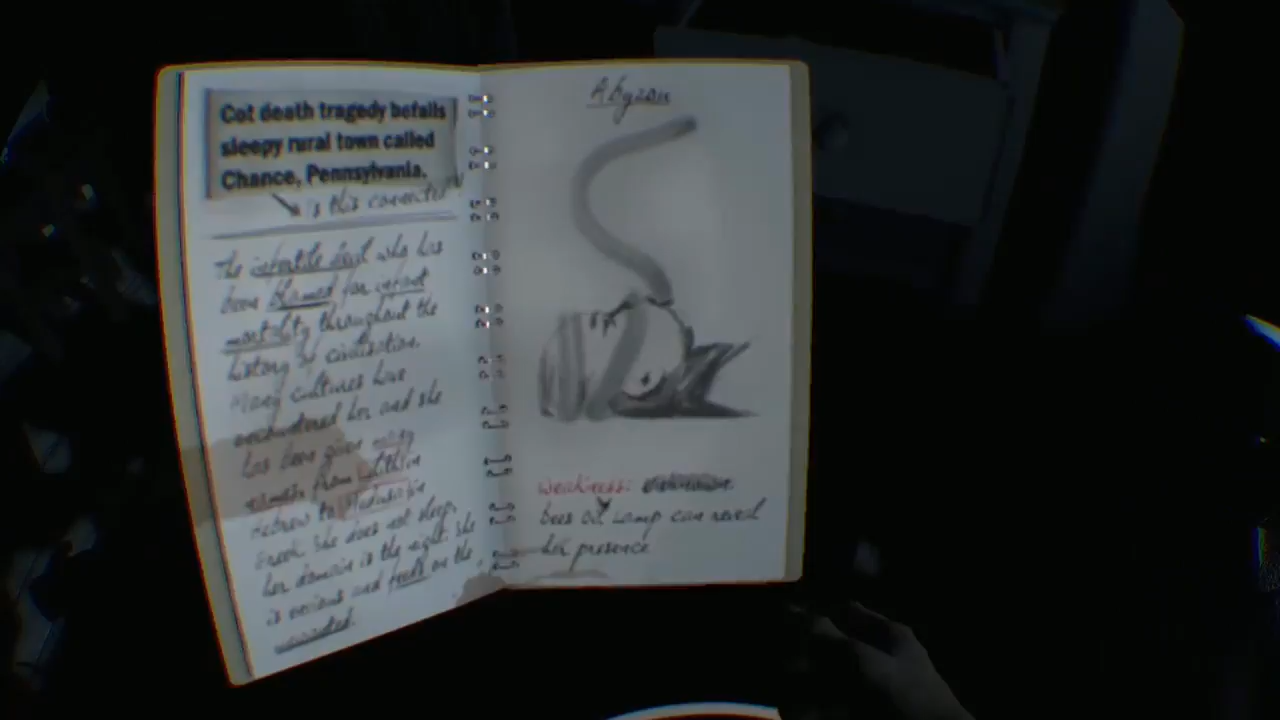 Cot death tragedy befalls
sleepy rural town called
Chance, Pennsylvania.
is this connected
The infertile devil who has
been blamed for infant
mortality throughout the
history of civilisation.
Many cultures have
encountered her and she
has been given many
names from
Hebrew to
Greek. She does not sleep,
her domain is the night. She
is envious and feeds on the
unwanted.
Abyzou
Weakness:
Oil Lamp can reveal
her presence